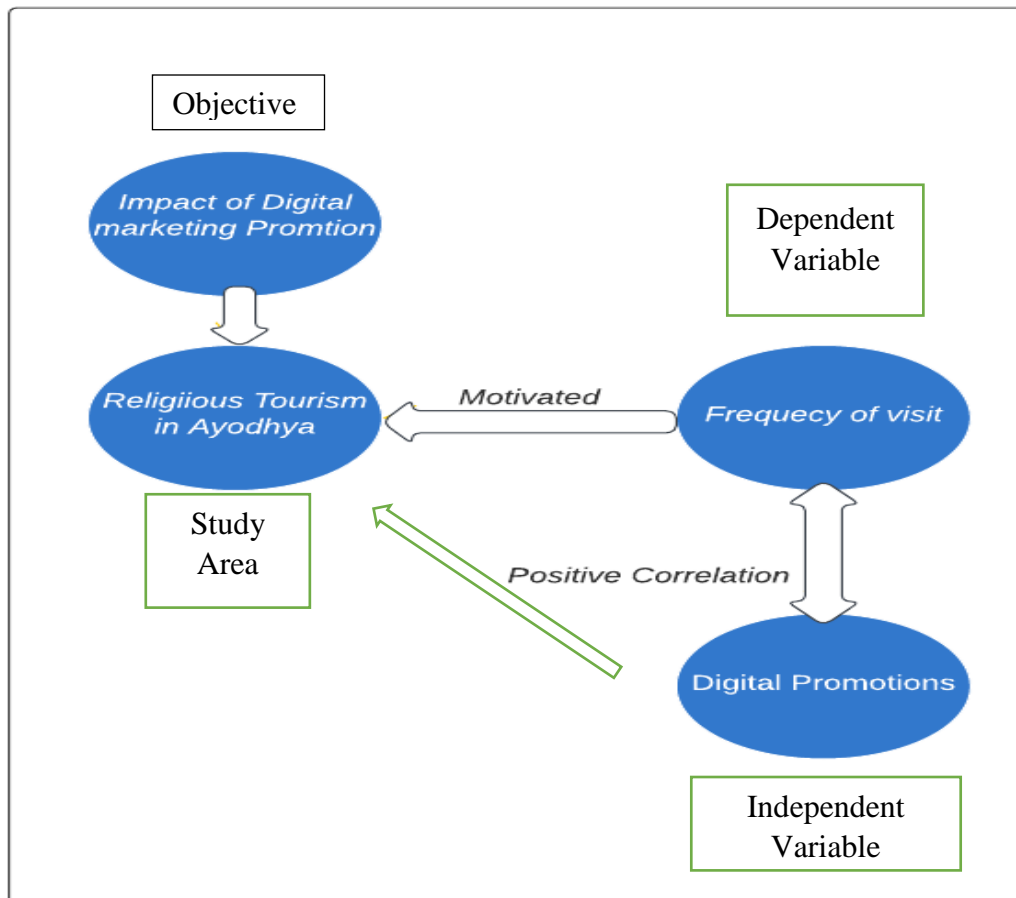 Objective
Impact of Digital
marketing Promtion
Dependent
Variable
Religiious Tourism
in Ayodhya
Motivated
Frequecy of visit
Study
Area
Positive Correlation
Digital Promotions
Independent
Variable